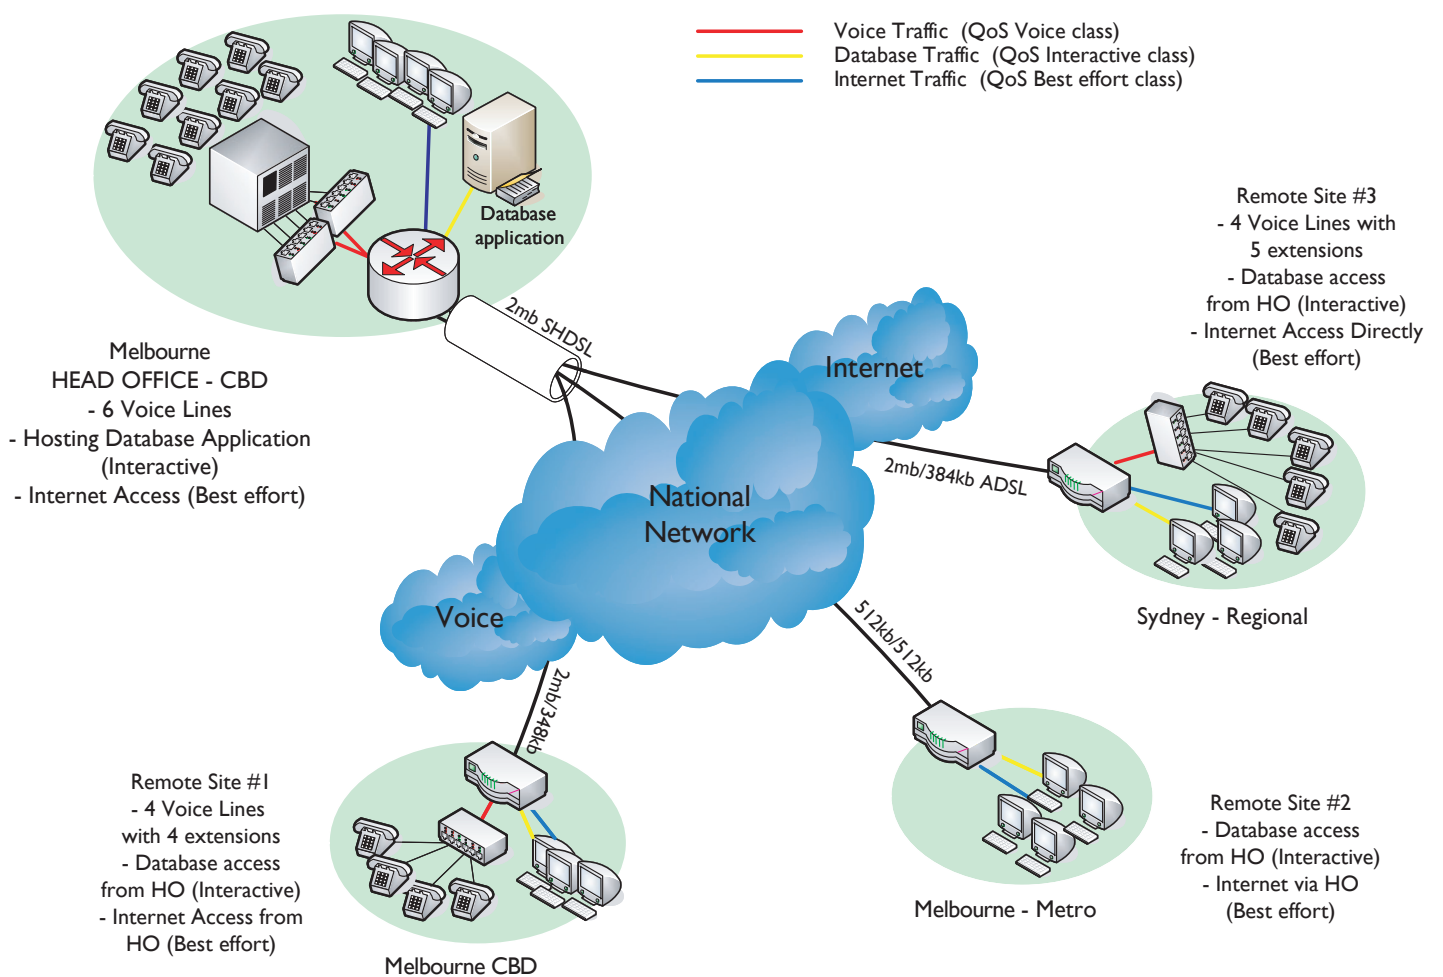 Voice Traffic  (QoS Voice class)
Database Traffic  (QoS Interactive class)
Internet Traffic  (QoS Best effort class)
Database
application
2mb SHDSL
Melbourne
HEAD OFFICE - CBD
- 6 Voice Lines
- Hosting Database Application
(Interactive)
- Internet Access (Best effort)
Internet
National
Network
Voice
Remote Site #3
- 4 Voice Lines with
5 extensions
- Database access
from HO (Interactive)
- Internet Access Directly
(Best effort)
2mb/384kb ADSL
Sydney - Regional
512kb/512kb
2mb/348kb
Remote Site #1
- 4 Voice Lines
with 4 extensions
- Database access
from HO (Interactive)
- Internet Access from
HO (Best effort)
Melbourne CBD
Melbourne - Metro
Remote Site #2
- Database access
from HO (Interactive)
- Internet via HO
(Best effort)